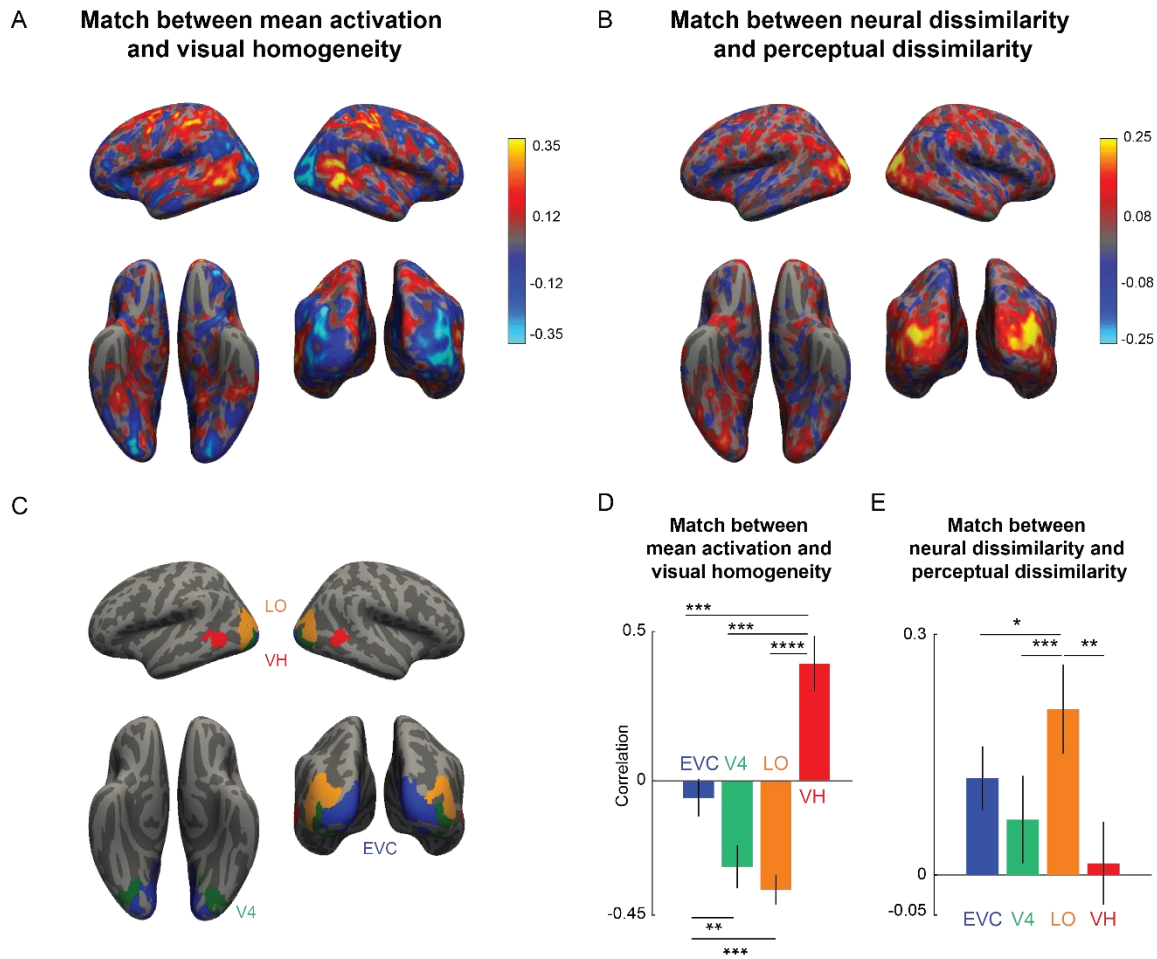 A
Match between mean activation
and visual homogeneity
0.35
0.12
-0.12
-0.35
B
Match between neural dissimilarity
and perceptual dissimilarity
0.25
0.08
-0.08
-0.25
C
LO
VH
EVC
V4
D
Match between
mean activation and
visual homogeneity
***
***
****
0.5
Correlation
0
-0.45
EVC
V4
LO
VH
**
***
E
Match between
neural dissimilarity and
perceptual dissimilarity
*
***
**
0.3
0
-0.05
EVC
V4
LO
VH